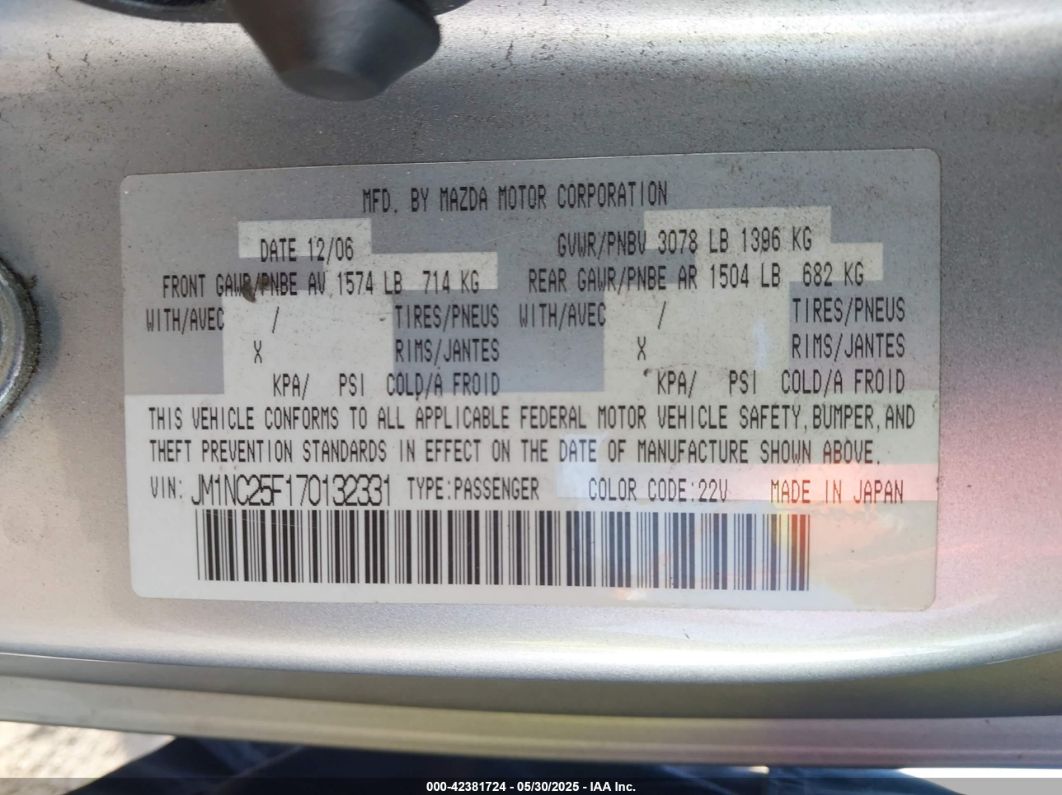 MFD. BY MAZDA MOTOR CORPORATION
DATE 12/06 GVWR/PNBV 3078 LB 1396 KG
FRONT GAWR/PNBE AV 1574 LB 714 KG REAR GAWR/PNBE AR 1504 LB 682 KG
WITH/AVEC / TIRES/PNEUS WITH/AVEC / TIRES/PNEUS
X RIMS/JANTES X RIMS/JANTES
KPA/ PSI COLD/A FROID KPA/ PSI COLD/A FROID
THIS VEHICLE CONFORMS TO ALL APPLICABLE FEDERAL MOTOR VEHICLE SAFETY, BUMPER, AND
THEFT PREVENTION STANDARDS IN EFFECT ON THE DATE OF MANUFACTURE SHOWN ABOVE.
VIN: JM1NC25F170132331 TYPE:PASSENGER COLOR CODE:22V MADE IN JAPAN
000-42381724 - 05/30/2025 - IAA Inc.